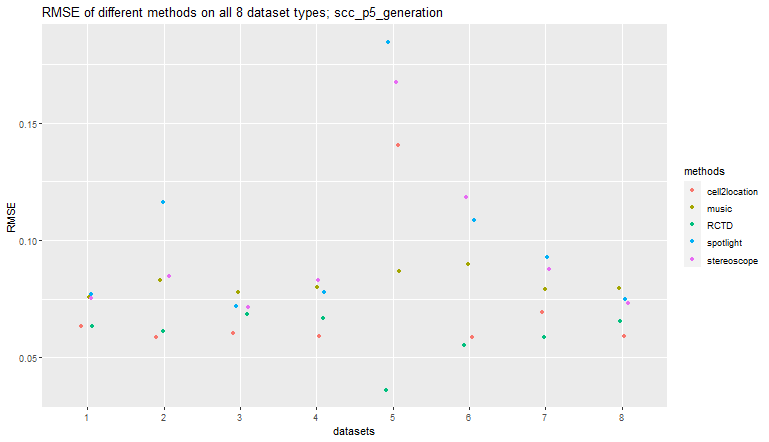 RMSE of different methods on all 8 dataset types; scc_p5_generation
RMSE
0.15
0.10
0.05
1 2 3 4 5 6 7 8
datasets
methods
cell2location
music
RCTD
spotlight
stereoscope